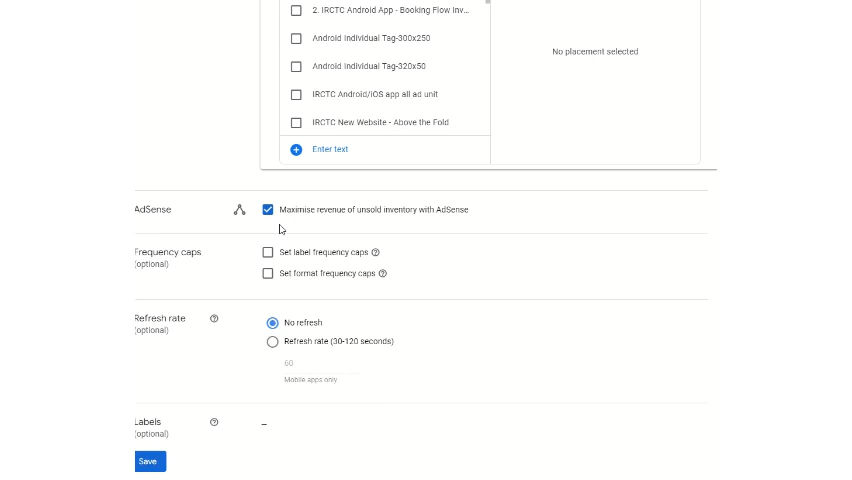 2. IRCTC Android App - Booking Flow Inv...
Android Individual Tag-300x250
No placement selected
Android Individual Tag-320x50
IRCTC Android/iOS app all ad unit
IRCTC New Website - Above the Fold
Enter text
AdSense
Maximise revenue of unsold inventory with AdSense
Frequency caps
(optional)
Set label frequency caps
Set format frequency caps
Refresh rate
(optional)
No refresh
Refresh rate (30-120 seconds)
60
Mobile apps only
Labels
(optional)
–
Save